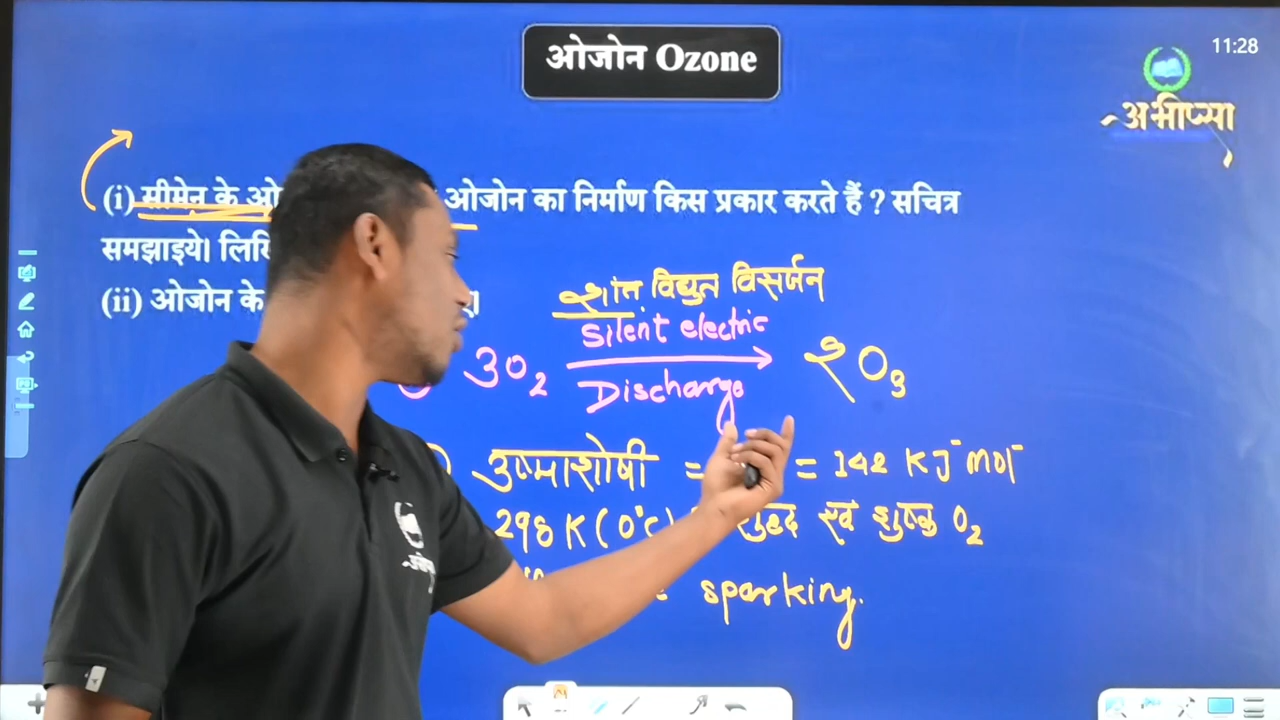 ओजोन Ozone
11:28
अभीप्सा
(i) सीमेन के ओ ओजोन का निर्माण किस प्रकार करते हैं ? सचित्र
समझाइये। लिखि
(ii) ओजोन के
शान्त विद्युत विसर्जन
Silent electric
3O₂ → २O₃
Discharge
उष्माशोषी = = 142 KJ⁻mol⁻
298 K (0°C) शुद्ध एवं शुष्क O₂
sparking.